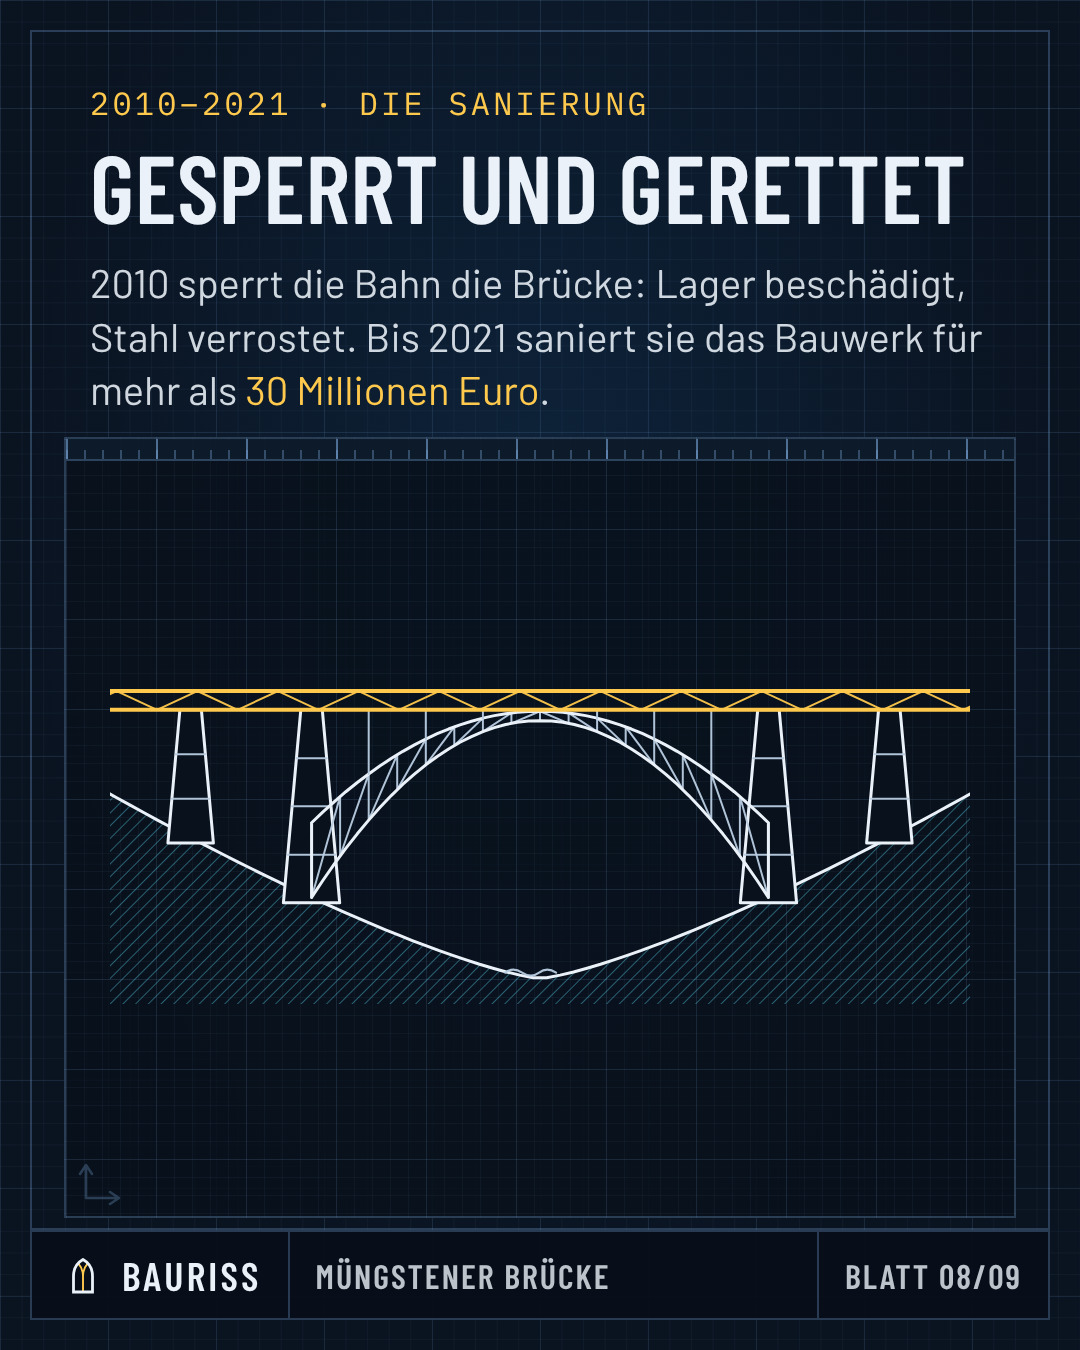 2010–2021 · DIE SANIERUNG
GESPERRT UND GERETTET
2010 sperrt die Bahn die Brücke: Lager beschädigt,
Stahl verrostet. Bis 2021 saniert sie das Bauwerk für
mehr als 30 Millionen Euro.
BAURISS
MÜNGSTENER BRÜCKE
BLATT 08/09